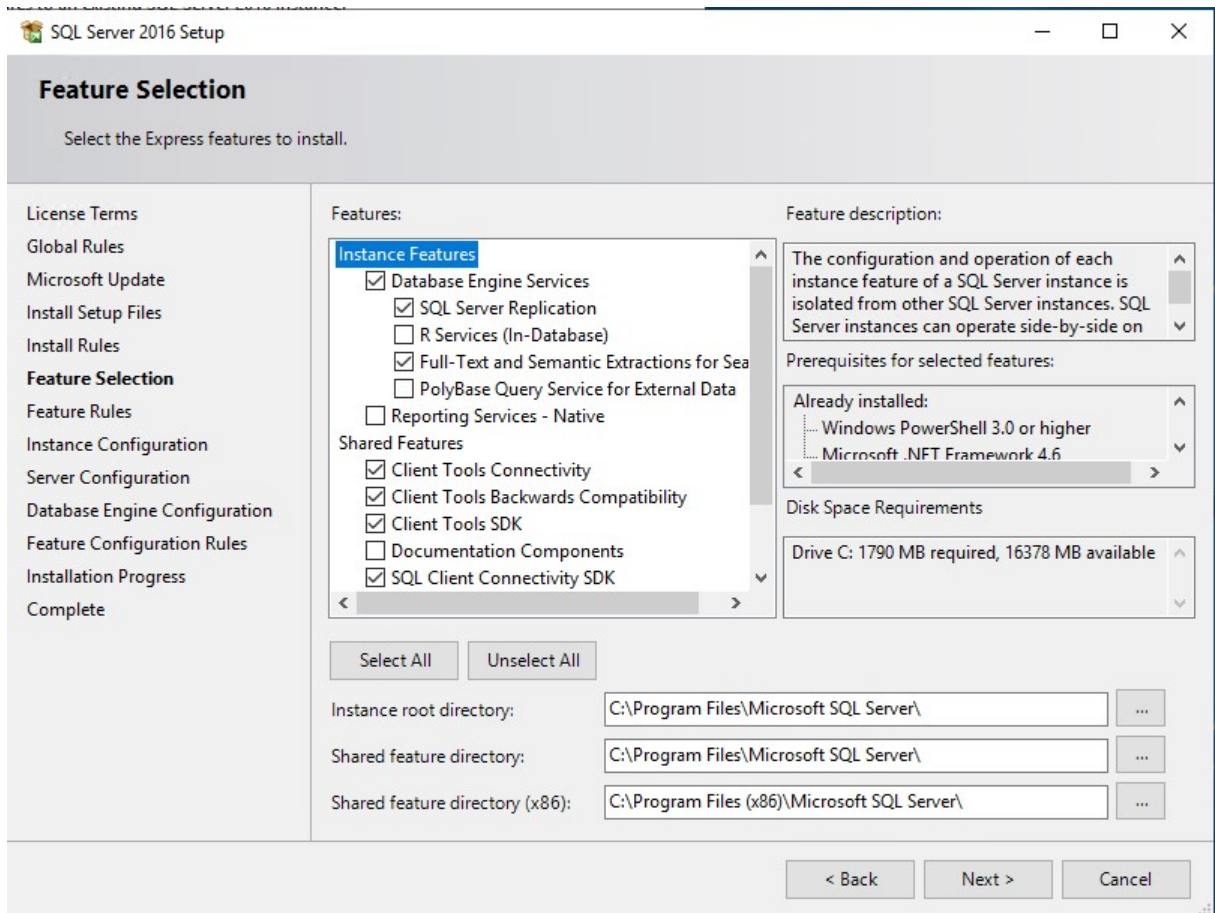 SQL Server 2016 Setup
Feature Selection
Select the Express features to install.
License Terms
Global Rules
Microsoft Update
Install Setup Files
Install Rules
Feature Selection
Feature Rules
Instance Configuration
Server Configuration
Database Engine Configuration
Feature Configuration Rules
Installation Progress
Complete
Features:
Instance Features
Database Engine Services
SQL Server Replication
R Services (In-Database)
Full-Text and Semantic Extractions for Sea
PolyBase Query Service for External Data
Reporting Services - Native
Shared Features
Client Tools Connectivity
Client Tools Backwards Compatibility
Client Tools SDK
Documentation Components
SQL Client Connectivity SDK
Feature description:
The configuration and operation of each
instance feature of a SQL Server instance is
isolated from other SQL Server instances. SQL
Server instances can operate side-by-side on
Prerequisites for selected features:
Already installed:
Windows PowerShell 3.0 or higher
Microsoft .NET Framework 4.6
Disk Space Requirements
Drive C: 1790 MB required, 16378 MB available
Select All
Unselect All
Instance root directory:
C:\Program Files\Microsoft SQL Server\
...
Shared feature directory:
C:\Program Files\Microsoft SQL Server\
...
Shared feature directory (x86):
C:\Program Files (x86)\Microsoft SQL Server\
...
< Back
Next >
Cancel